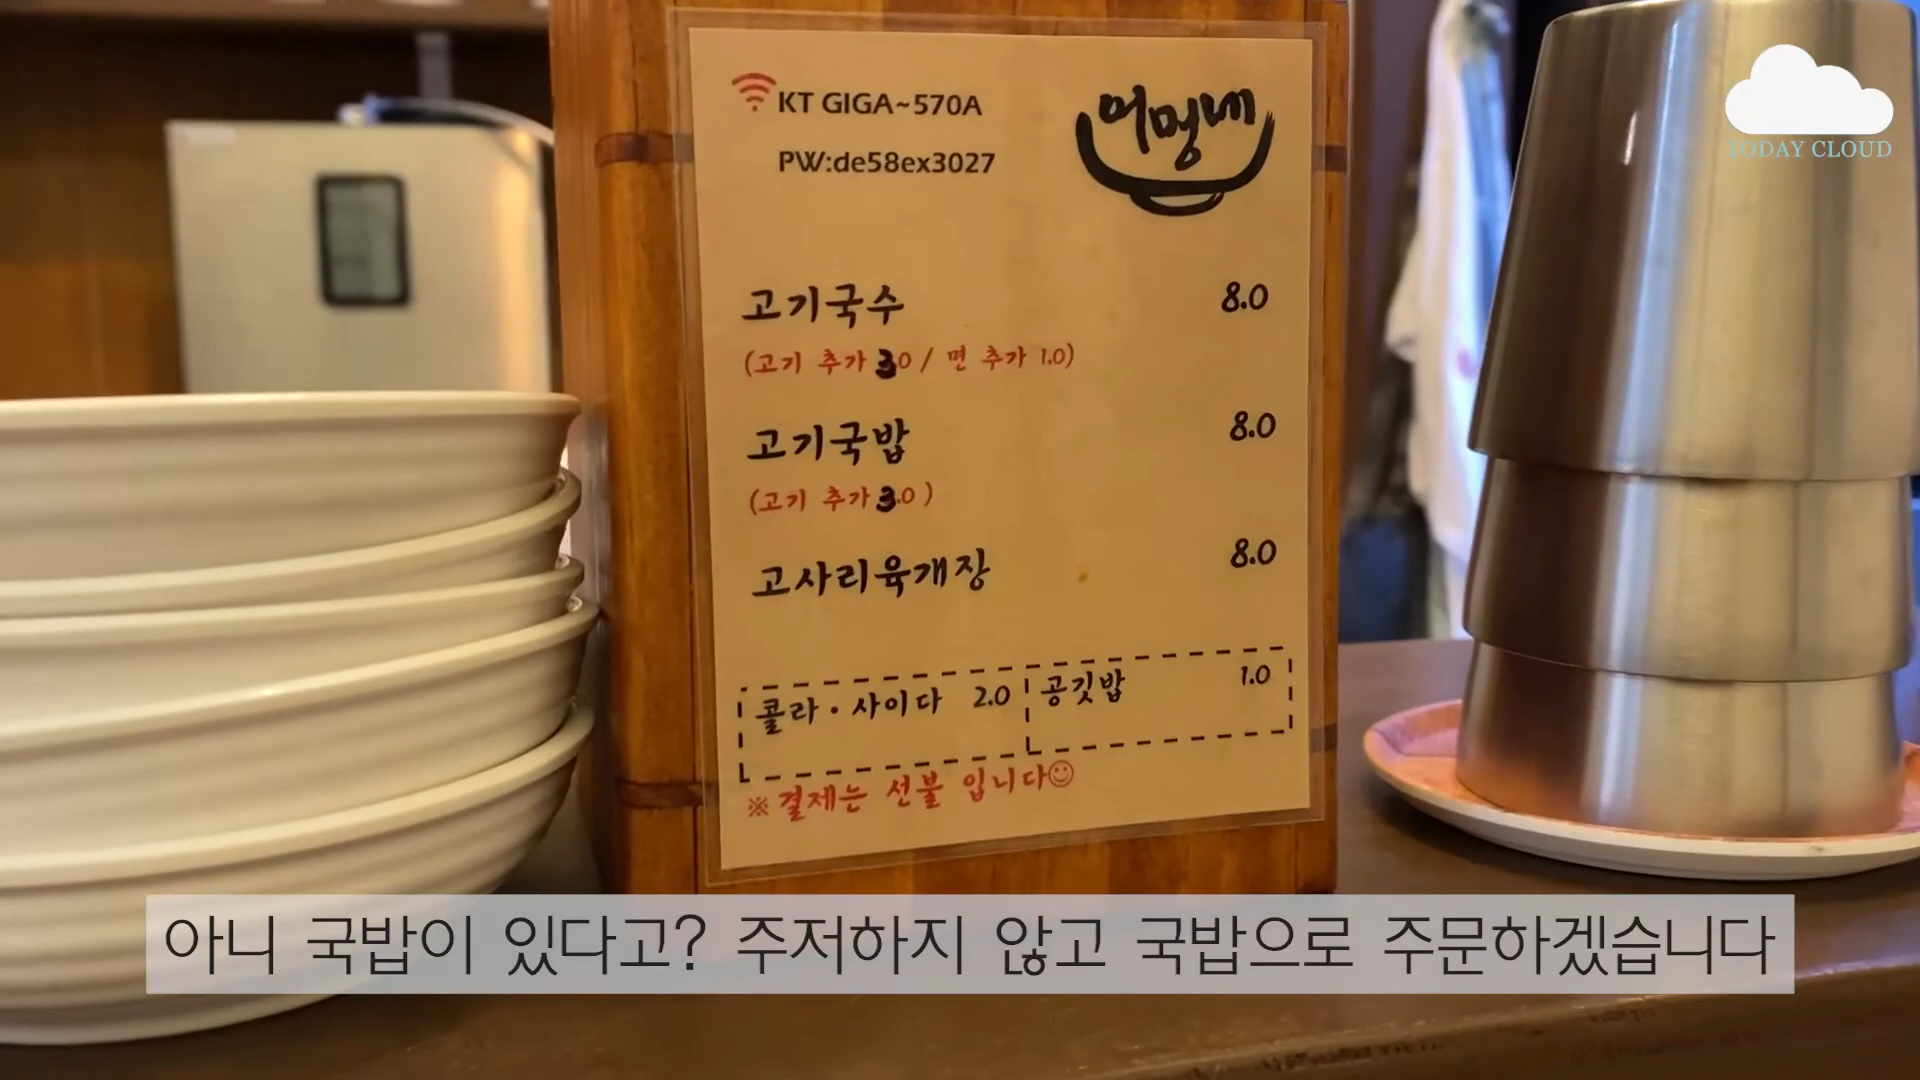 KT GIGA~570A
PW:de58ex3027
어멍네
TODAY CLOUD
고기국수 8.0
(고기 추가 3.0 / 면 추가 1.0)
고기국밥 8.0
(고기 추가 3.0 )
고사리육개장 8.0
콜라·사이다 2.0 공깃밥 1.0
※결제는 선불 입니다☺
아니 국밥이 있다고? 주저하지 않고 국밥으로 주문하겠습니다